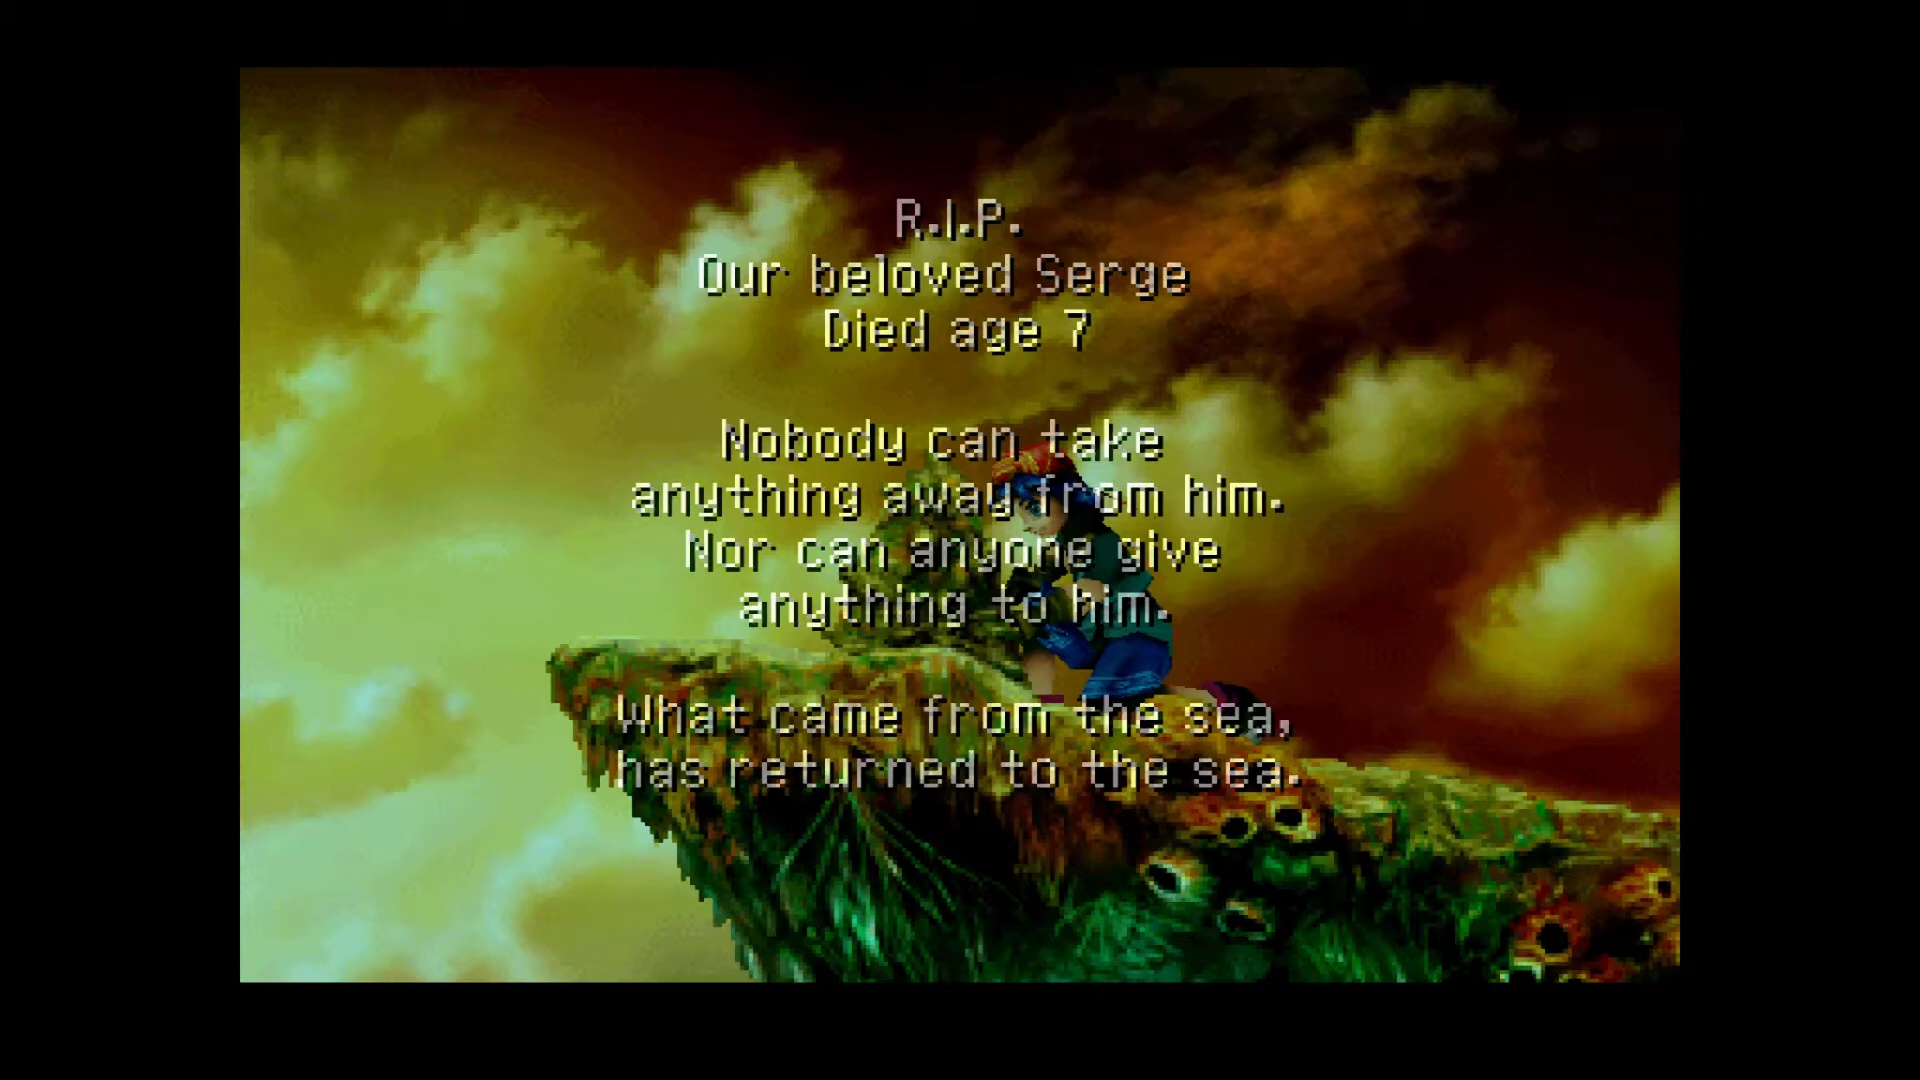 R.I.P.
Our beloved Serge
Died age 7
Nobody can take
anything away from him.
Nor can anyone give
anything to him.
What came from the sea,
has returned to the sea.